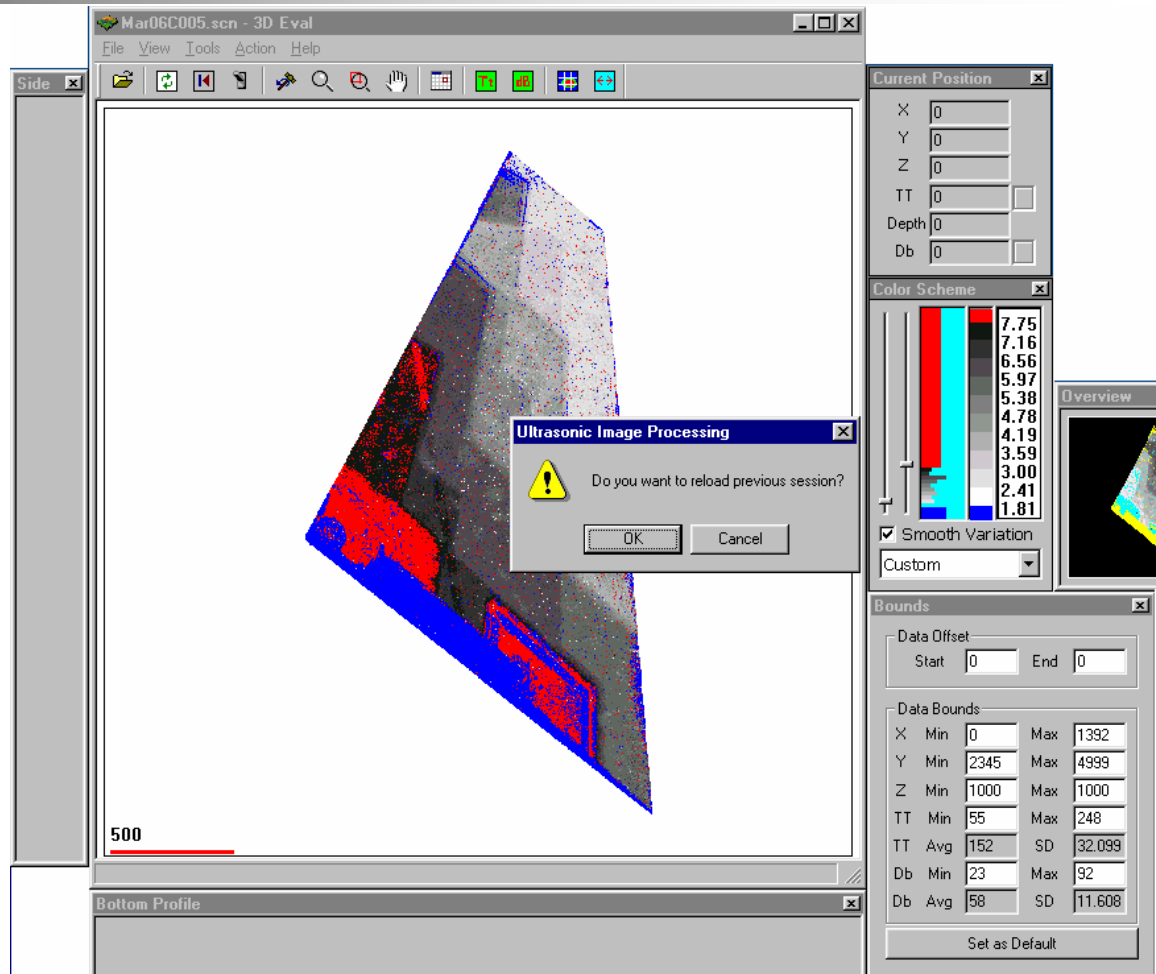 Mar06C005.scn - 3D Eval
File View Tools Action Help
Side
Tt dB
Current Position
X 0
Y 0
Z 0
TT 0
Depth 0
Db 0
Color Scheme
7.75
7.16
6.56
5.97
5.38
4.78
4.19
3.59
3.00
2.41
1.81
Smooth Variation
Custom
Overview
Ultrasonic Image Processing
Do you want to reload previous session?
OK Cancel
500
Bounds
Data Offset
Start 0 End 0
Data Bounds
X Min 0 Max 1392
Y Min 2345 Max 4999
Z Min 1000 Max 1000
TT Min 55 Max 248
TT Avg 152 SD 32.099
Db Min 23 Max 92
Db Avg 58 SD 11.608
Set as Default
Bottom Profile